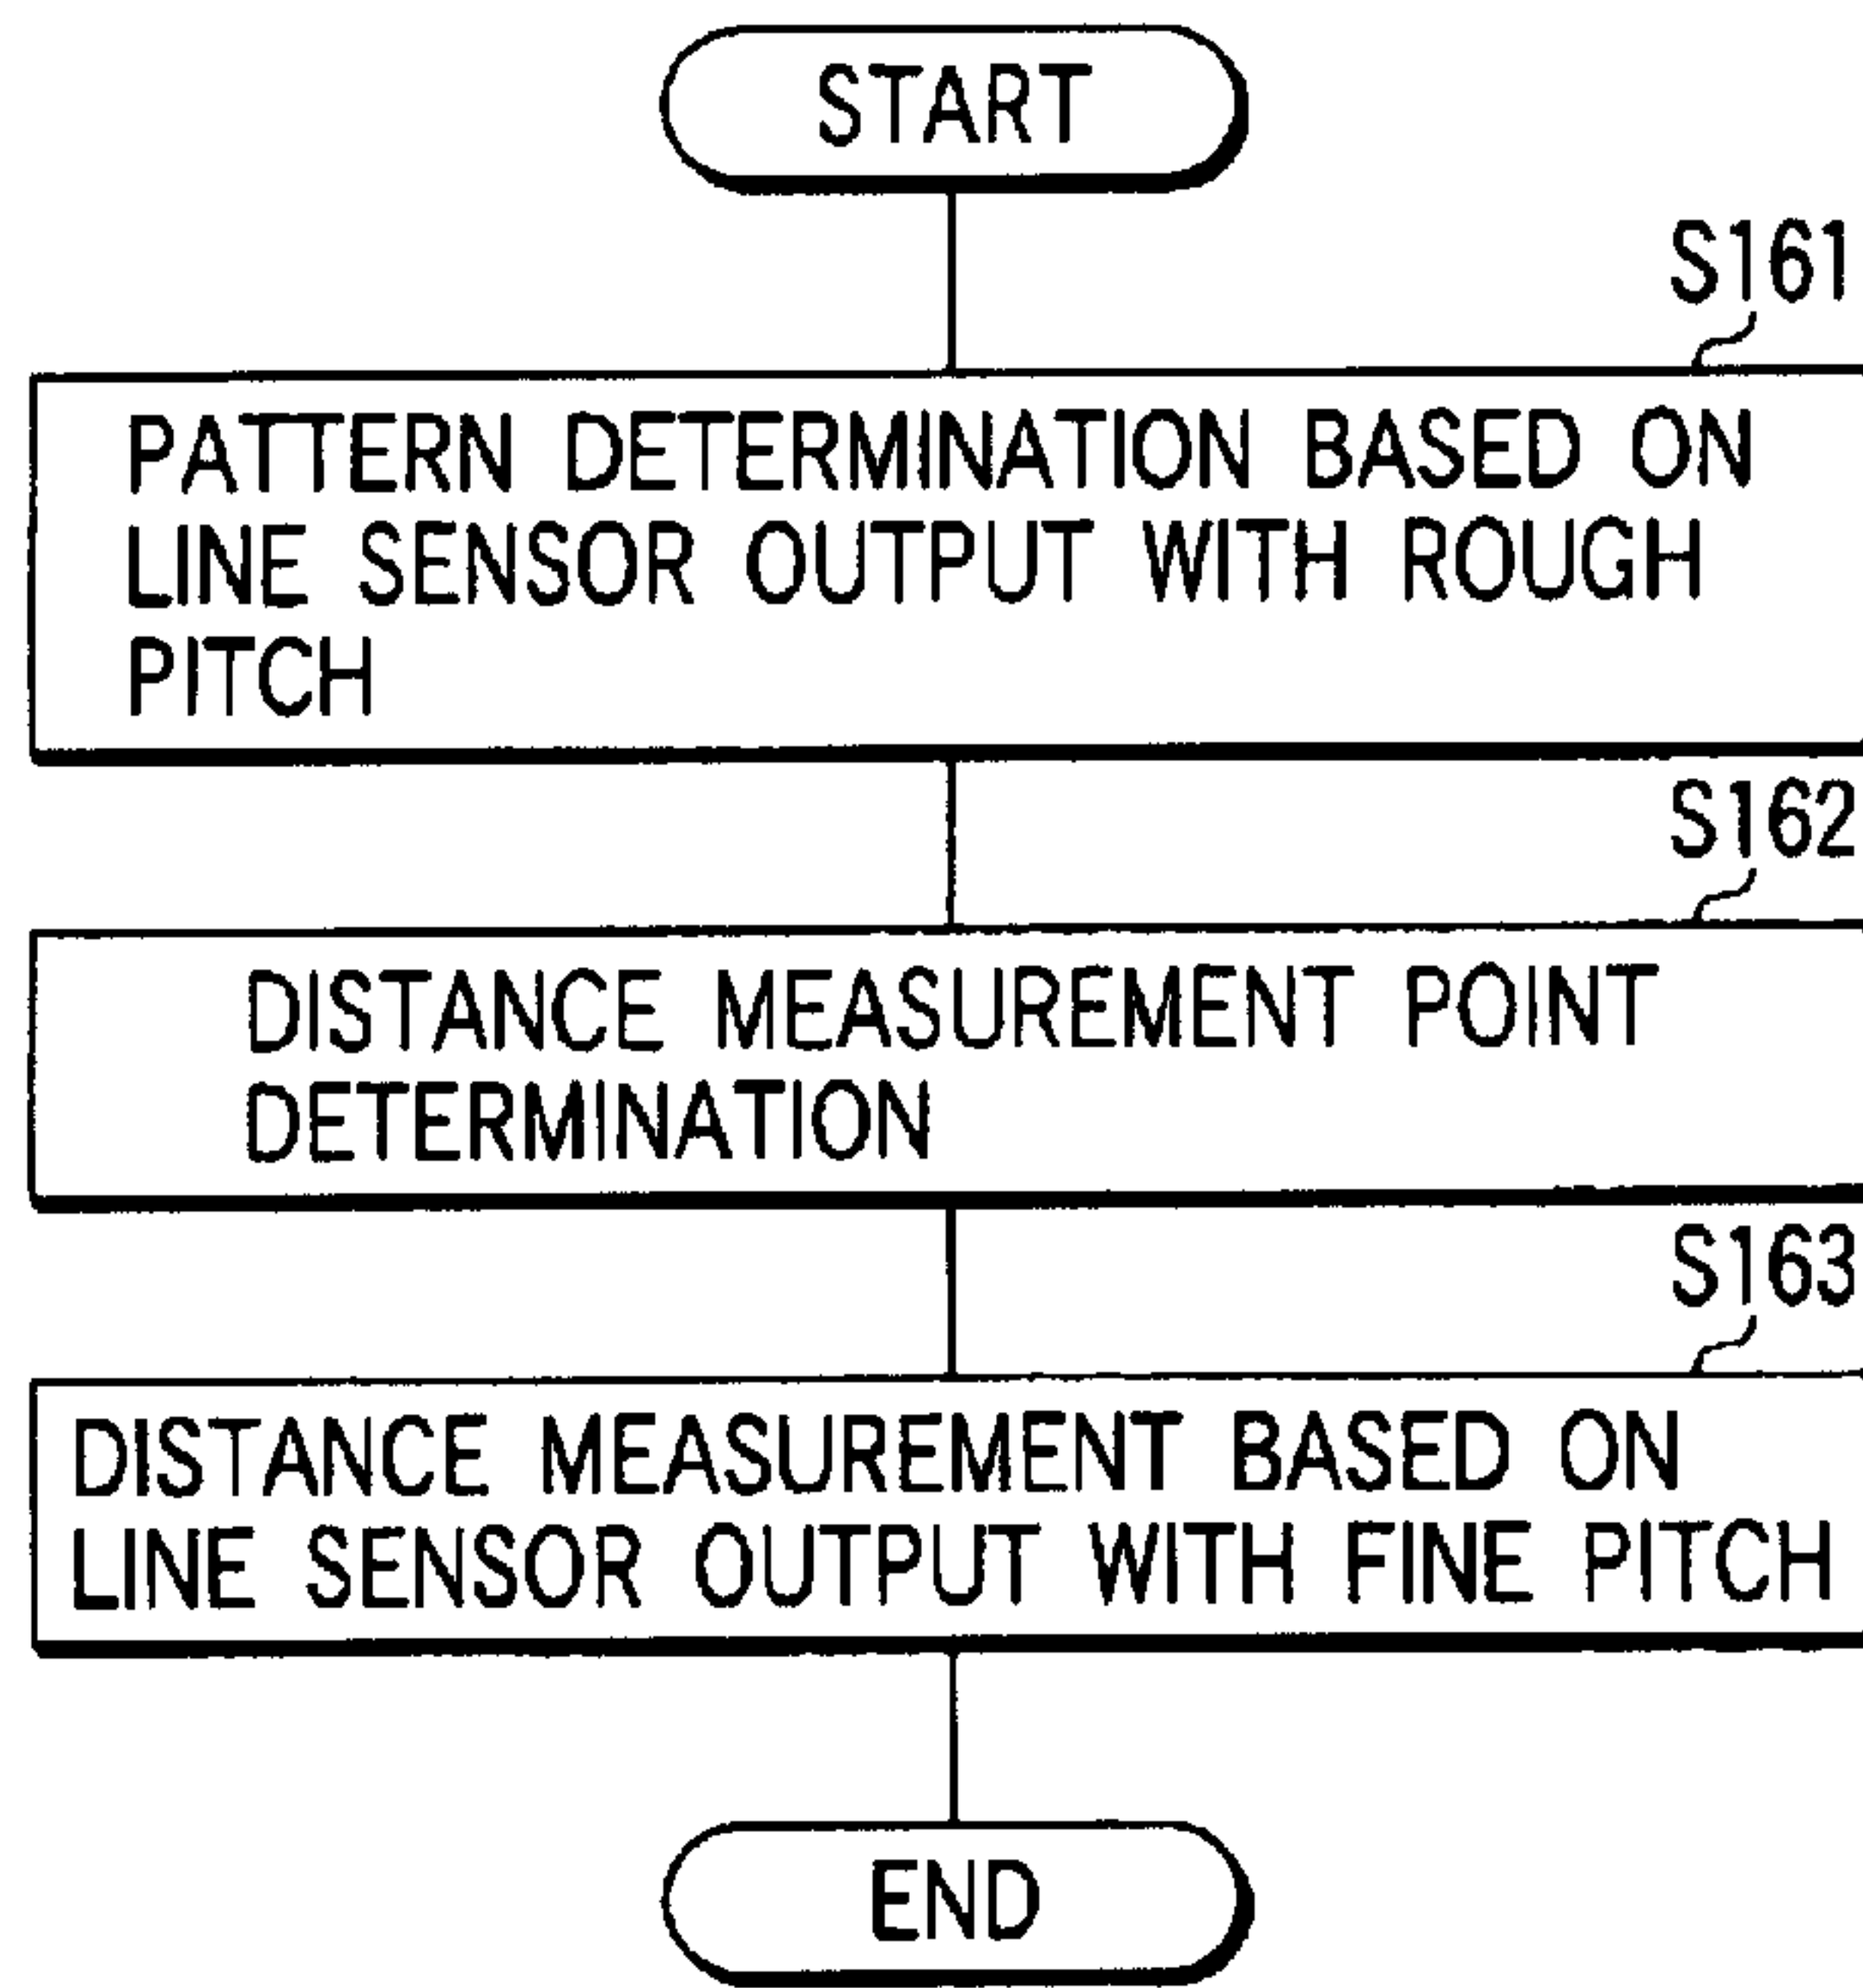 START
S161
PATTERN DETERMINATION BASED ON
LINE SENSOR OUTPUT WITH ROUGH
PITCH
S162
DISTANCE MEASUREMENT POINT
DETERMINATION
S163
DISTANCE MEASUREMENT BASED ON
LINE SENSOR OUTPUT WITH FINE PITCH
END